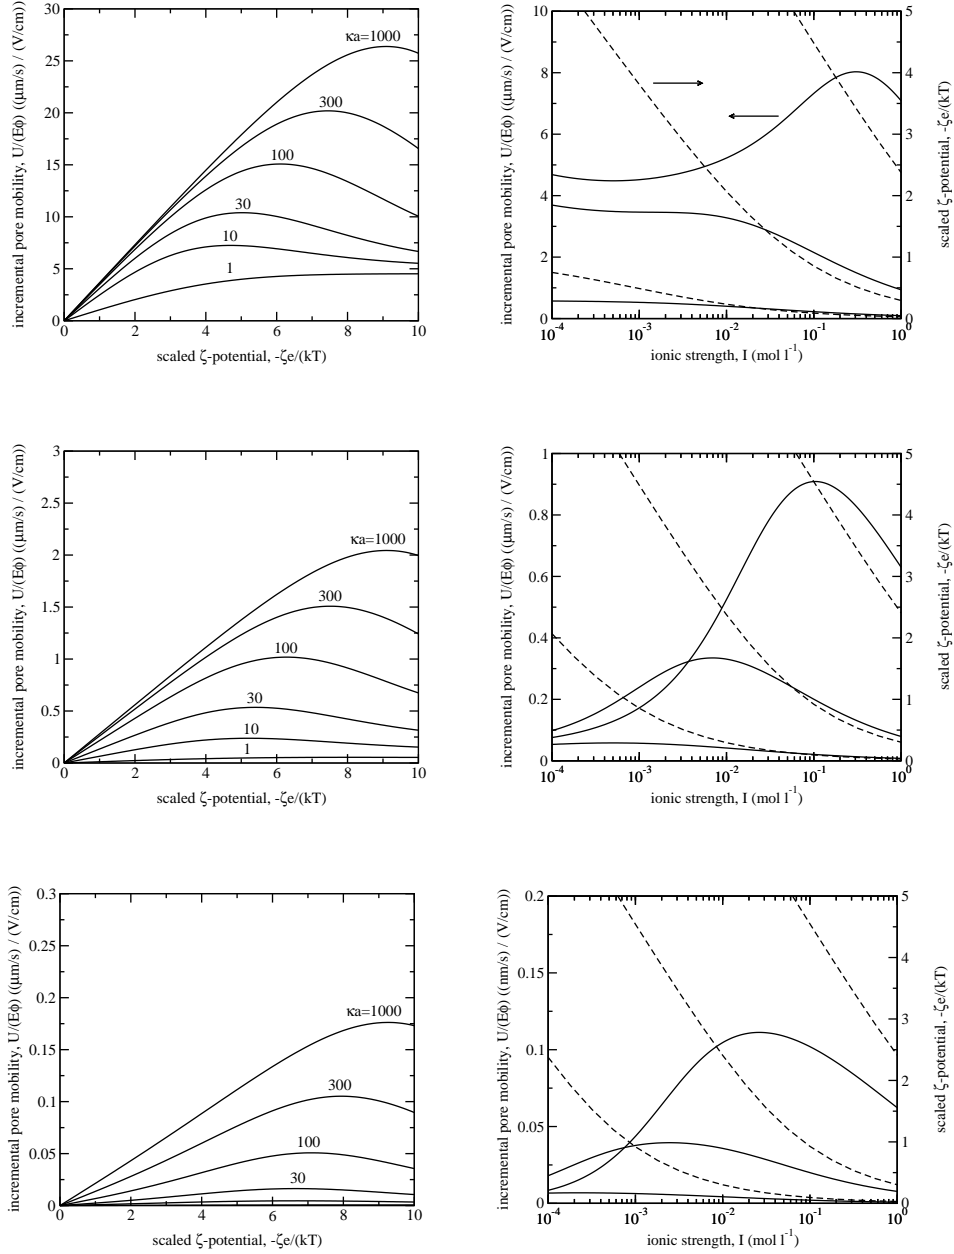 incremental pore mobility, U/(Eϕ) ((μm/s) / (V/cm))
30
25
20
15
10
5
0
κa=1000
300
100
30
10
1
0 2 4 6 8 10
scaled ζ-potential, -ζe/(kT)
incremental pore mobility, U/(Eϕ) ((μm/s) / (V/cm))
10
8
6
4
2
0
5
4
3
2
1
0
scaled ζ-potential, -ζe/(kT)
10⁻⁴ 10⁻³ 10⁻² 10⁻¹ 10⁰
ionic strength, I (mol l⁻¹)
incremental pore mobility, U/(Eϕ) ((μm/s) / (V/cm))
3
2.5
2
1.5
1
0.5
0
κa=1000
300
100
30
10
1
0 2 4 6 8 10
scaled ζ-potential, -ζe/(kT)
incremental pore mobility, U/(Eϕ) ((μm/s) / (V/cm))
1
0.8
0.6
0.4
0.2
0
5
4
3
2
1
0
scaled ζ-potential, -ζe/(kT)
10⁻⁴ 10⁻³ 10⁻² 10⁻¹ 10⁰
ionic strength, I (mol l⁻¹)
incremental pore mobility, U/(Eϕ) ((μm/s) / (V/cm))
0.3
0.25
0.2
0.15
0.1
0.05
0
κa=1000
300
100
30
0 2 4 6 8 10
scaled ζ-potential, -ζe/(kT)
incremental pore mobility, U/(Eϕ) ((nm/s) / (V/cm))
0.2
0.15
0.1
0.05
0
5
4
3
2
1
0
scaled ζ-potential, -ζe/(kT)
10⁻⁴ 10⁻³ 10⁻² 10⁻¹ 10⁰
ionic strength, I (mol l⁻¹)